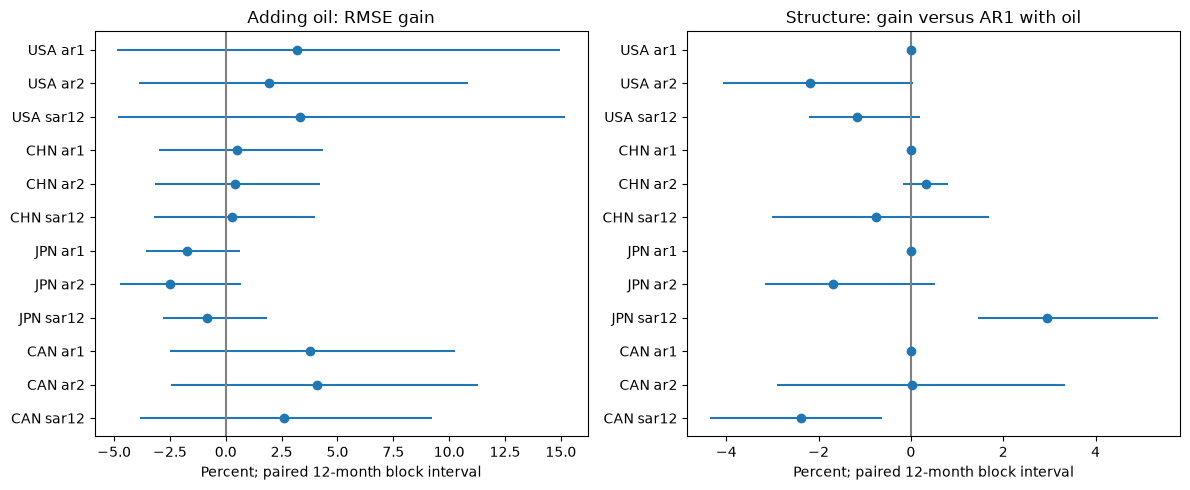 Adding oil: RMSE gain
USA ar1
USA ar2
USA sar12
CHN ar1
CHN ar2
CHN sar12
JPN ar1
JPN ar2
JPN sar12
CAN ar1
CAN ar2
CAN sar12
−5.0 −2.5 0.0 2.5 5.0 7.5 10.0 12.5 15.0
Percent; paired 12-month block interval
Structure: gain versus AR1 with oil
USA ar1
USA ar2
USA sar12
CHN ar1
CHN ar2
CHN sar12
JPN ar1
JPN ar2
JPN sar12
CAN ar1
CAN ar2
CAN sar12
−4 −2 0 2 4
Percent; paired 12-month block interval